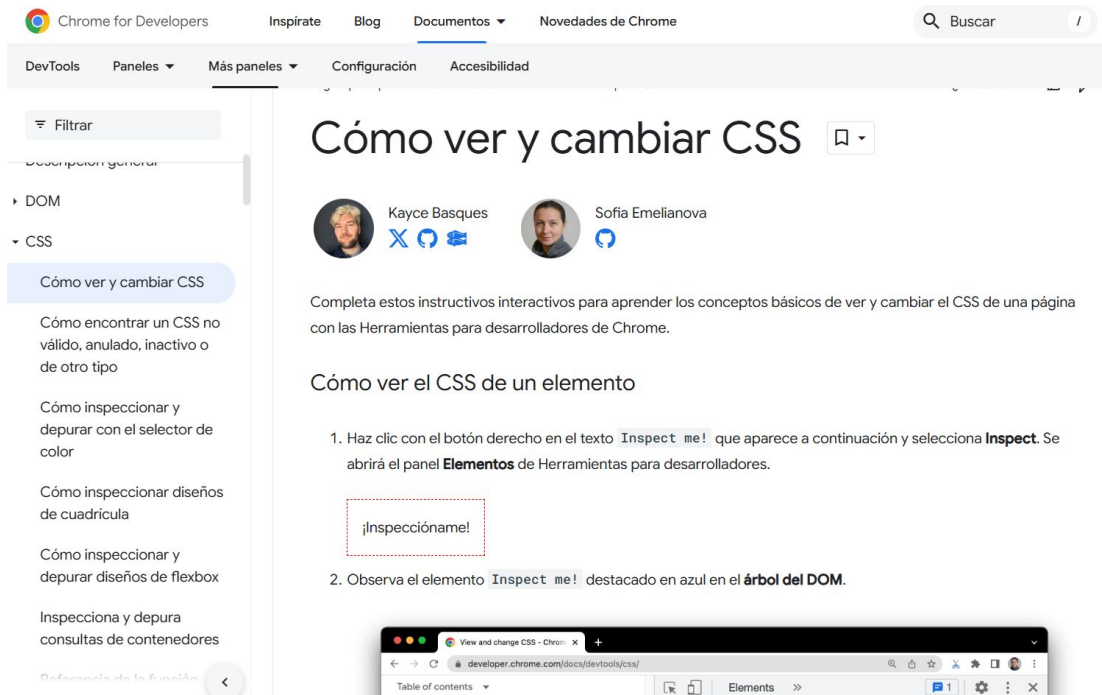 Chrome for Developers
Inspírate
Blog
Documentos
Novedades de Chrome
Buscar
/
DevTools
Paneles
Más paneles
Configuración
Accesibilidad
Filtrar
Descripción general
DOM
CSS
Cómo ver y cambiar CSS
Cómo encontrar un CSS no
válido, anulado, inactivo o
de otro tipo
Cómo inspeccionar y
depurar con el selector de
color
Cómo inspeccionar diseños
de cuadrícula
Cómo inspeccionar y
depurar diseños de flexbox
Inspecciona y depura
consultas de contenedores
Referencia de la función
Cómo ver y cambiar CSS
Kayce Basques
Sofia Emelianova
Completa estos instructivos interactivos para aprender los conceptos básicos de ver y cambiar el CSS de una página
con las Herramientas para desarrolladores de Chrome.
Cómo ver el CSS de un elemento
1. Haz clic con el botón derecho en el texto Inspect me! que aparece a continuación y selecciona Inspect. Se
abrirá el panel Elementos de Herramientas para desarrolladores.
¡Inspeccióname!
2. Observa el elemento Inspect me! destacado en azul en el árbol del DOM.
View and change CSS - Chrom
developer.chrome.com/docs/devtools/css/
Table of contents
Elements
1